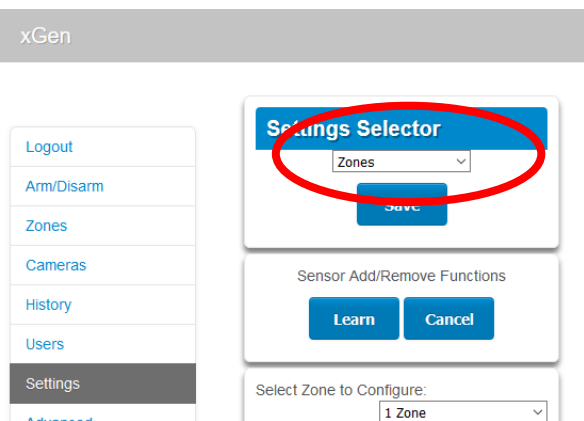 xGen
Logout
Arm/Disarm
Zones
Cameras
History
Users
Settings
Advanced
Settings Selector
Zones
Save
Sensor Add/Remove Functions
Learn Cancel
Select Zone to Configure:
1 Zone